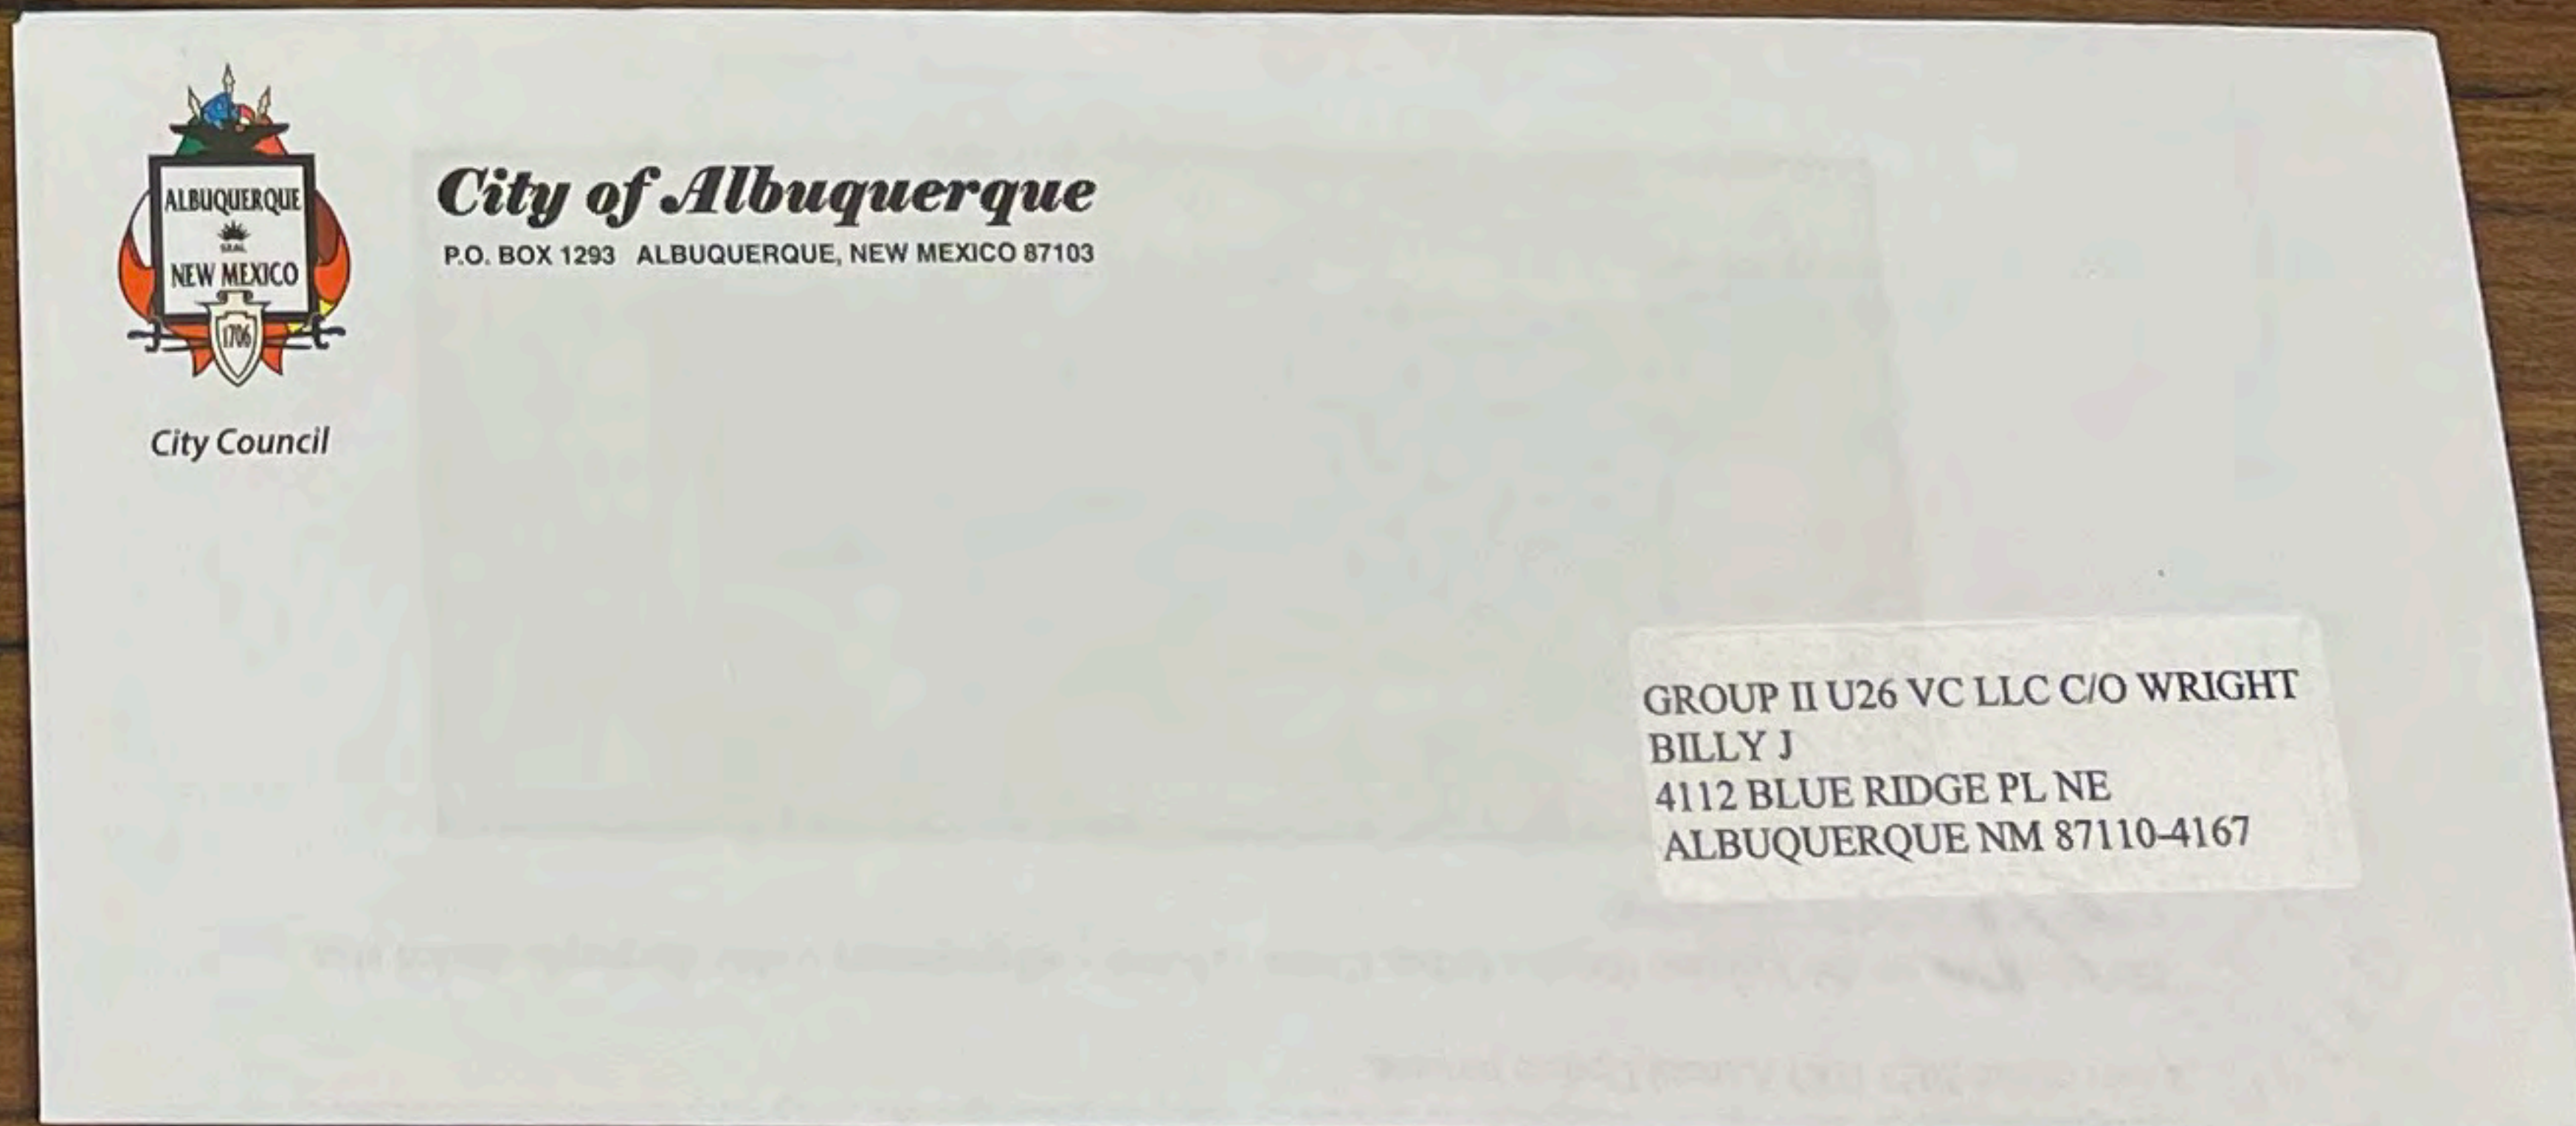 ALBUQUERQUE
SEAL
NEW MEXICO
1706
City Council
City of Albuquerque
P.O. BOX 1293 ALBUQUERQUE, NEW MEXICO 87103
GROUP II U26 VC LLC C/O WRIGHT
BILLY J
4112 BLUE RIDGE PL NE
ALBUQUERQUE NM 87110-4167